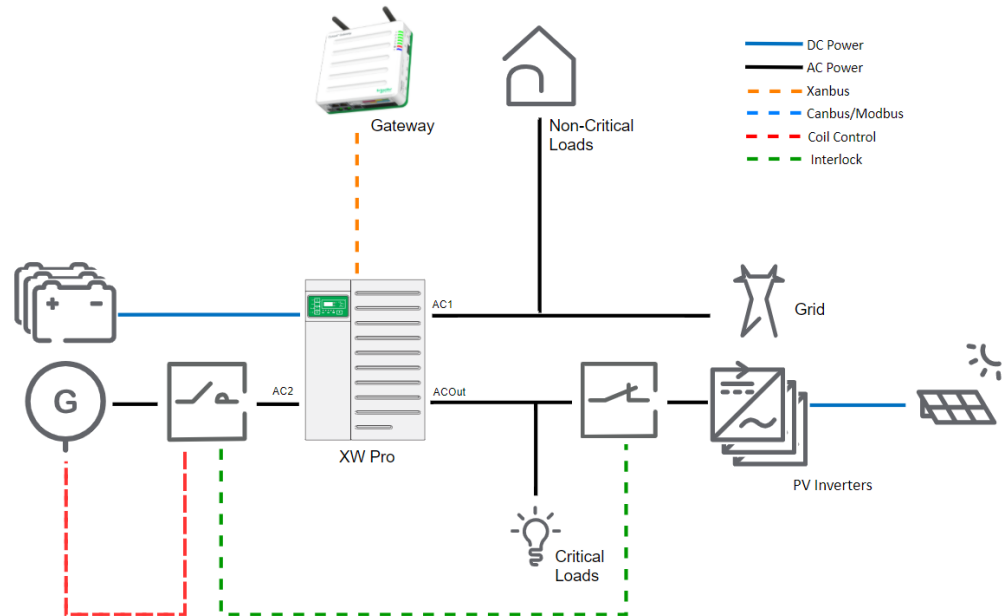 DC Power
AC Power
Xanbus
Canbus/Modbus
Coil Control
Interlock
Gateway
Non-Critical
Loads
AC1
Grid
G
AC2
ACOut
XW Pro
PV Inverters
Critical
Loads